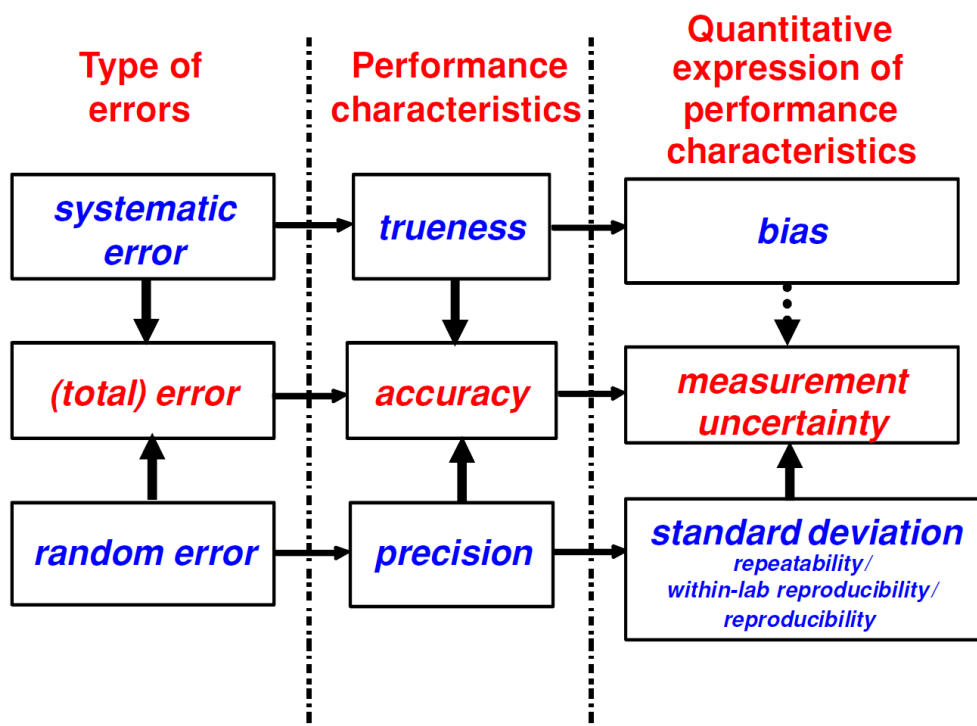 Type of
errors
Performance
characteristics
Quantitative
expression of
performance
characteristics
systematic
error
trueness
bias
(total) error
accuracy
measurement
uncertainty
random error
precision
standard deviation
repeatability/
within-lab reproducibility/
reproducibility